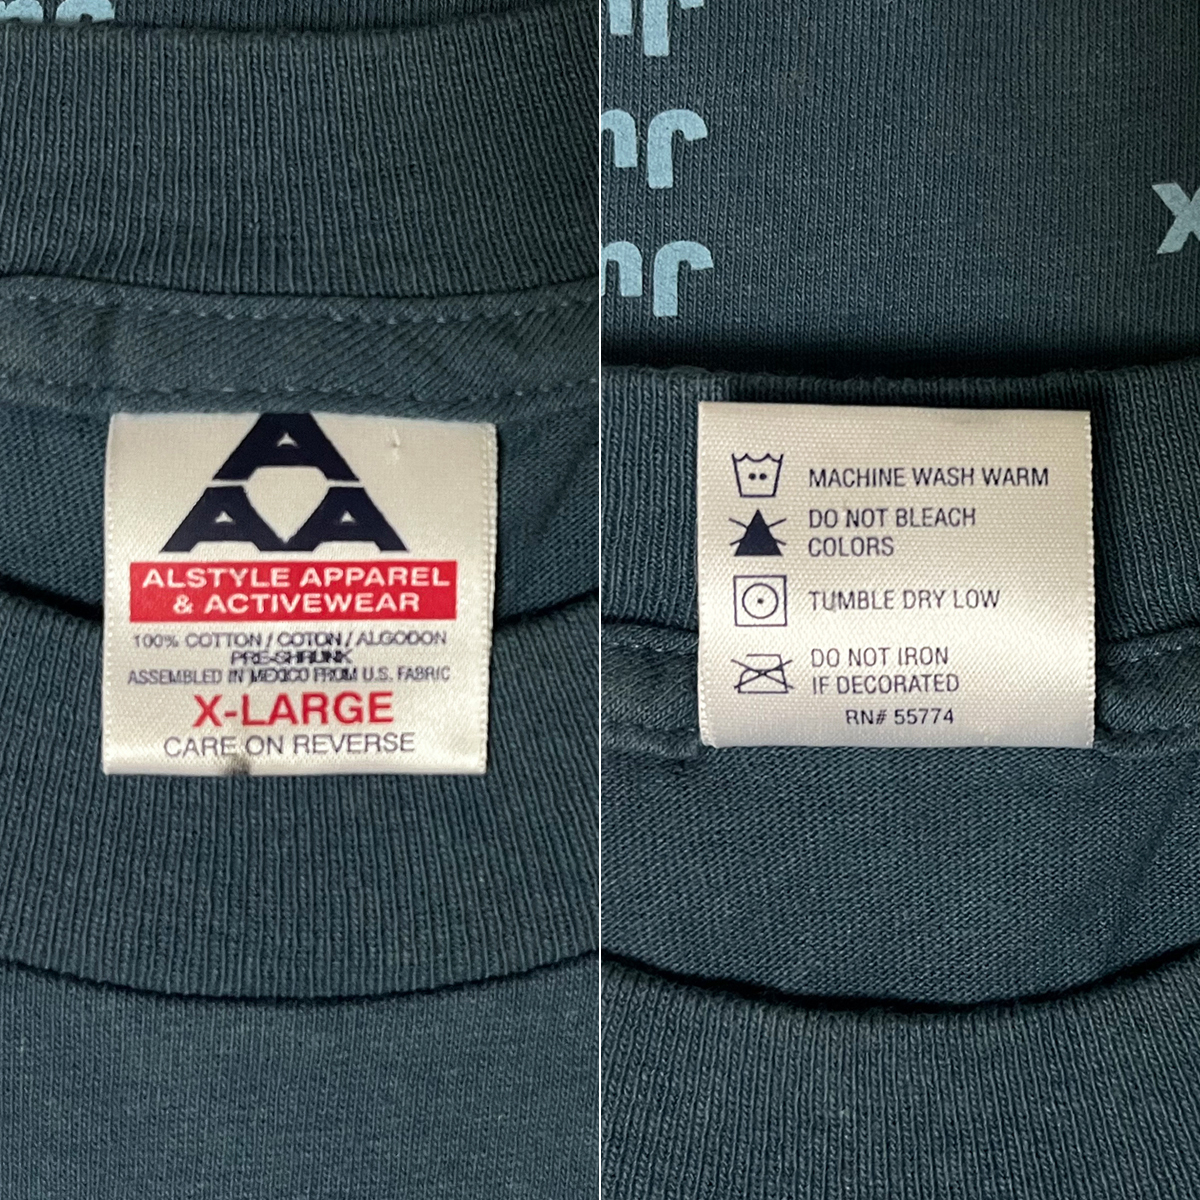 A
AA
ALSTYLE APPAREL
& ACTIVEWEAR
100% COTTON / COTON / ALGODON
PRE-SHRUNK
ASSEMBLED IN MEXICO FROM U.S. FABRIC
X-LARGE
CARE ON REVERSE
MACHINE WASH WARM
DO NOT BLEACH
COLORS
TUMBLE DRY LOW
DO NOT IRON
IF DECORATED
RN# 55774